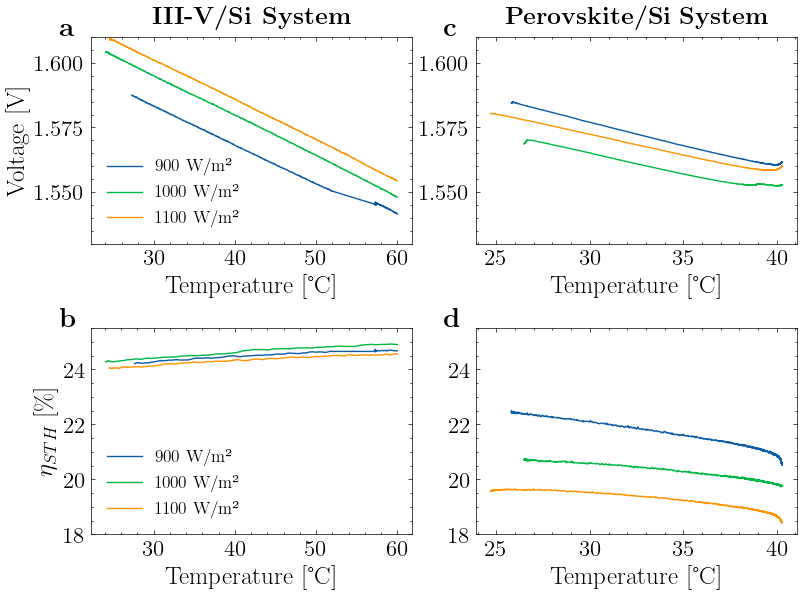 III-V/Si System
Perovskite/Si System
a
c
1.600
1.575
1.550
Voltage [V]
900 W/m²
1000 W/m²
1100 W/m²
30
40
50
60
Temperature [°C]
1.600
1.575
1.550
25
30
35
40
Temperature [°C]
b
d
24
22
20
18
η_STH [%]
900 W/m²
1000 W/m²
1100 W/m²
30
40
50
60
Temperature [°C]
24
22
20
18
25
30
35
40
Temperature [°C]